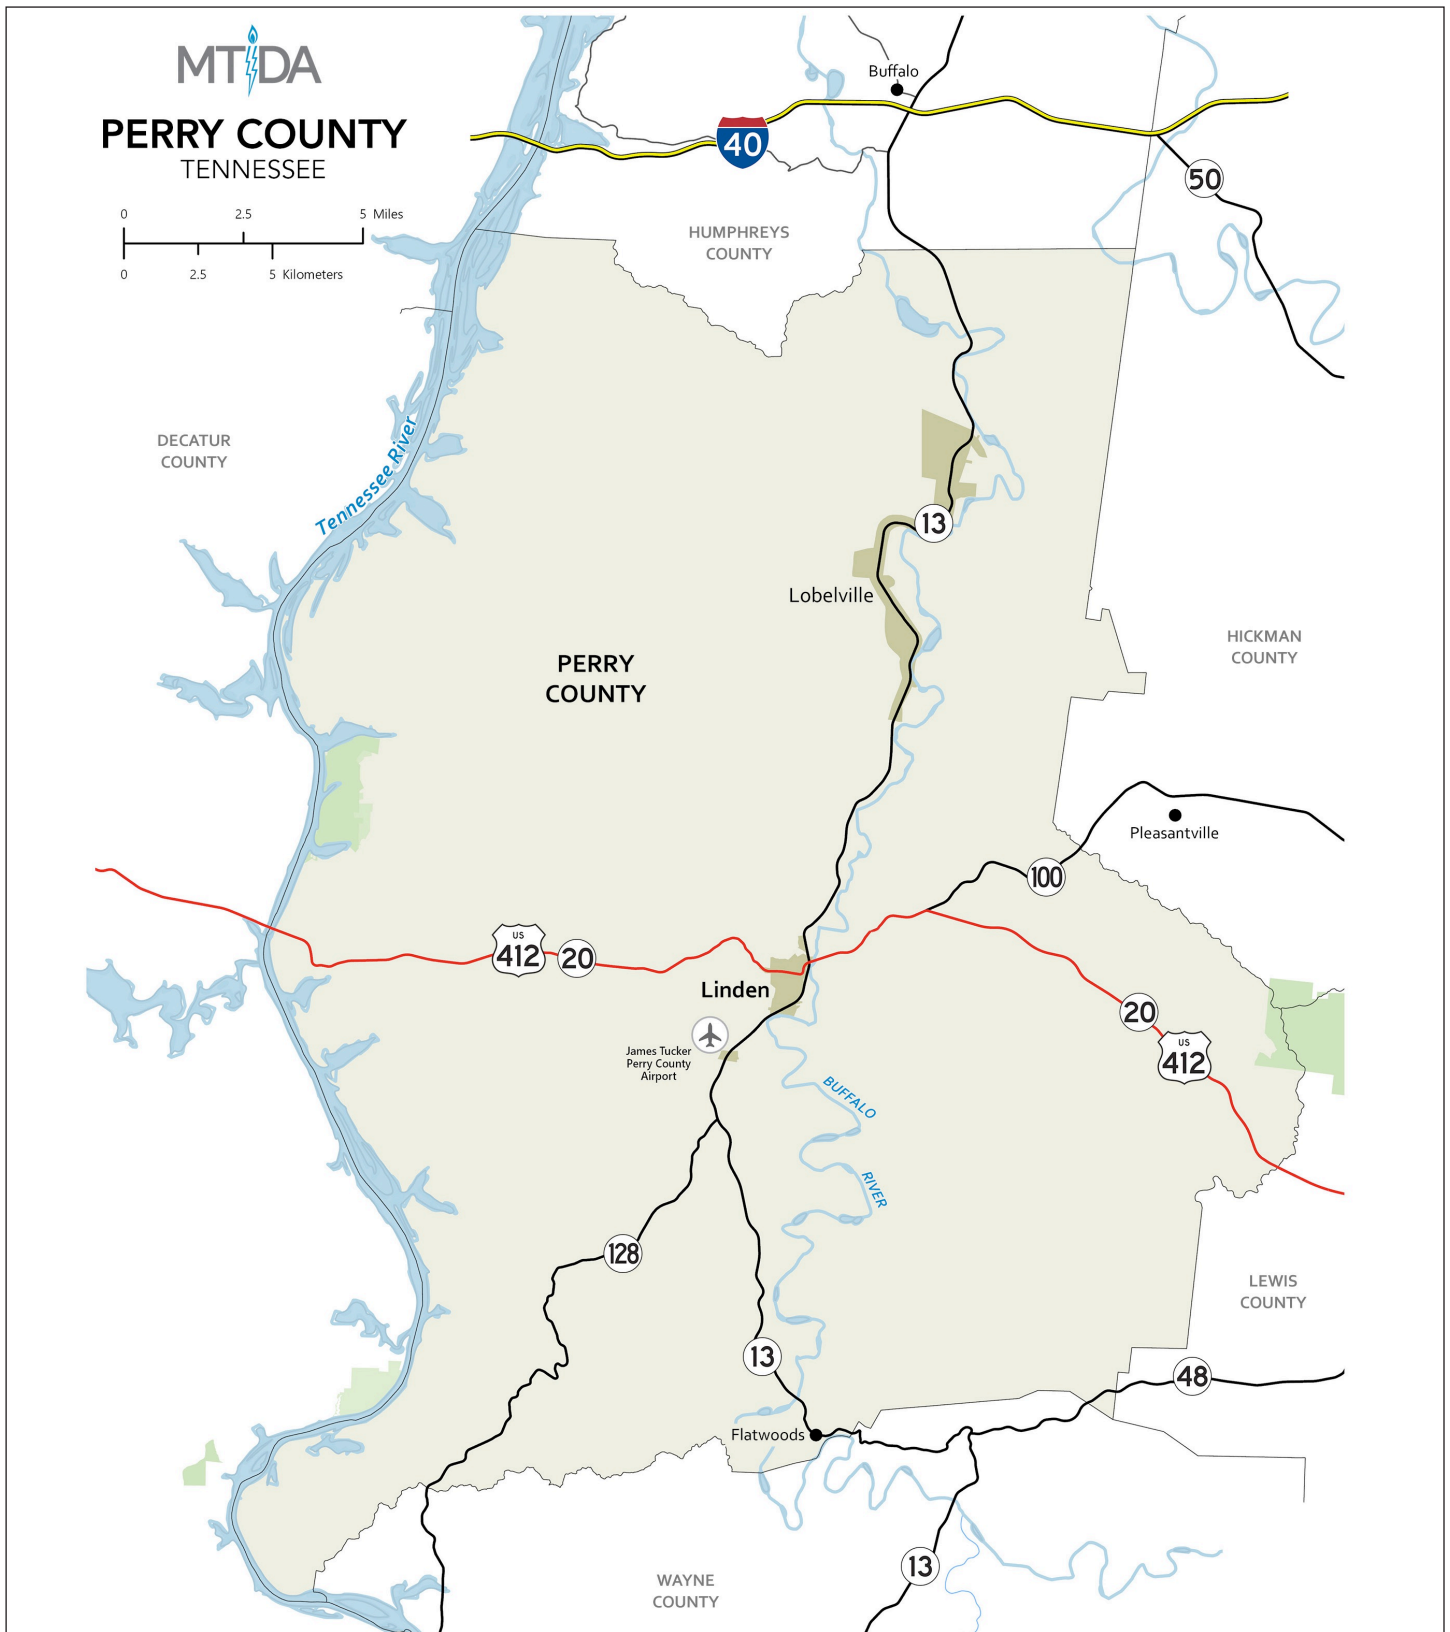 MTIDA
PERRY COUNTY
TENNESSEE
0 2.5 5 Miles
0 2.5 5 Kilometers
Buffalo
40
50
HUMPHREYS
COUNTY
DECATUR
COUNTY
Tennessee River
13
Lobelville
HICKMAN
COUNTY
PERRY
COUNTY
Pleasantville
100
US
412
20
Linden
James Tucker
Perry County
Airport
20
US
412
BUFFALO
RIVER
128
LEWIS
COUNTY
13
48
Flatwoods
13
WAYNE
COUNTY